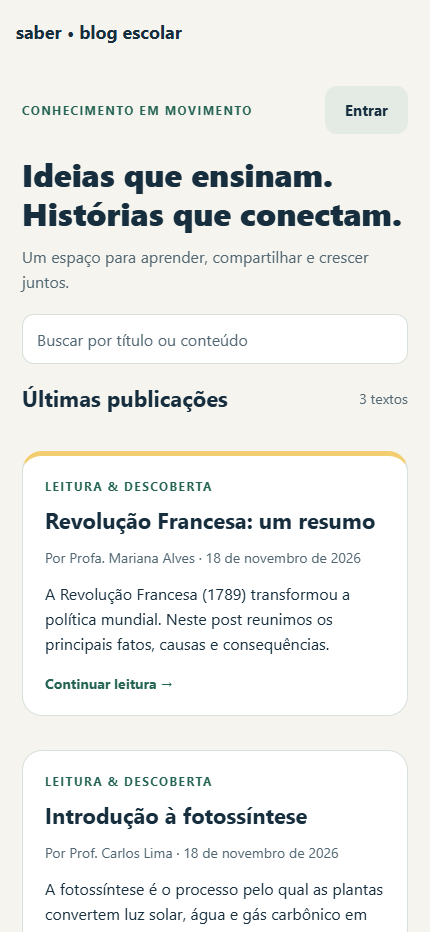 saber • blog escolar
CONHECIMENTO EM MOVIMENTO
Entrar
Ideias que ensinam.
Histórias que conectam.
Um espaço para aprender, compartilhar e crescer
juntos.
Buscar por título ou conteúdo
Últimas publicações
3 textos
LEITURA & DESCOBERTA
Revolução Francesa: um resumo
Por Profa. Mariana Alves · 18 de novembro de 2026
A Revolução Francesa (1789) transformou a
política mundial. Neste post reunimos os
principais fatos, causas e consequências.
Continuar leitura →
LEITURA & DESCOBERTA
Introdução à fotossíntese
Por Prof. Carlos Lima · 18 de novembro de 2026
A fotossíntese é o processo pelo qual as plantas
convertem luz solar, água e gás carbônico em